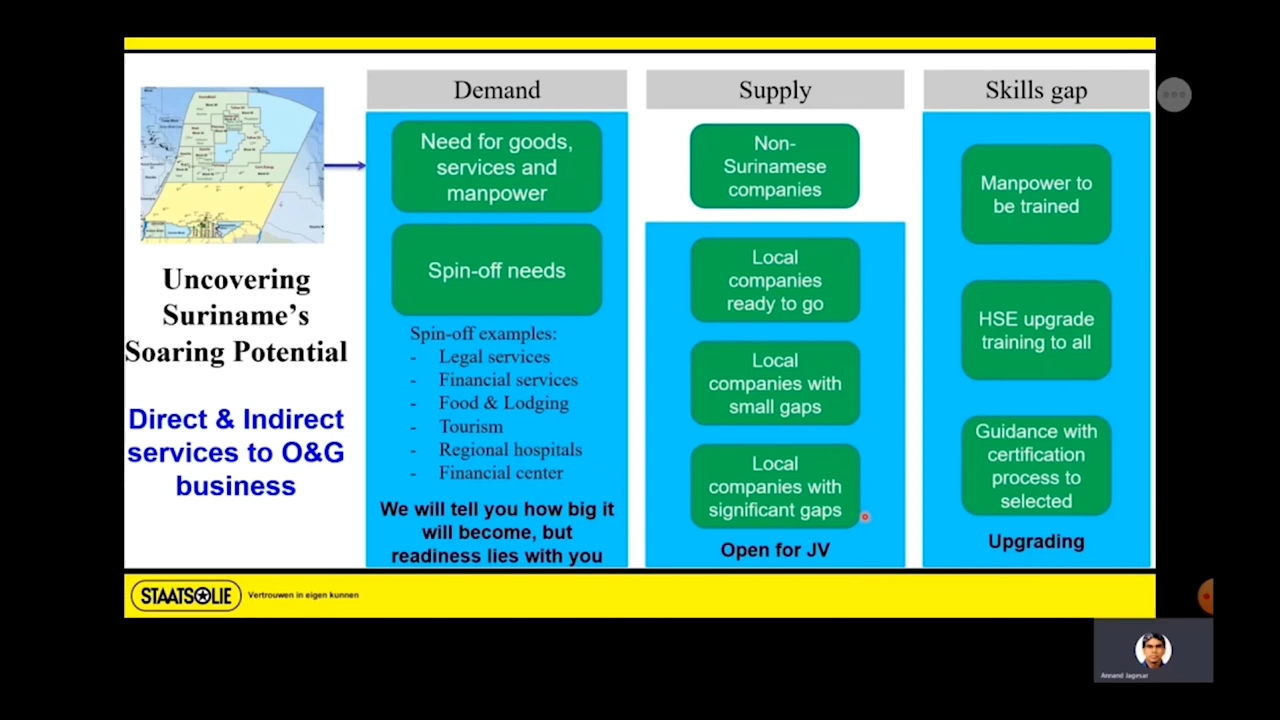 Demand
Supply
Skills gap
Uncovering
Suriname’s
Soaring Potential
Direct & Indirect
services to O&G
business
Need for goods,
services and
manpower
Spin-off needs
Spin-off examples:
- Legal services
- Financial services
- Food & Lodging
- Tourism
- Regional hospitals
- Financial center
We will tell you how big it
will become, but
readiness lies with you
Non-
Surinamese
companies
Local
companies
ready to go
Local
companies with
small gaps
Local
companies with
significant gaps
Open for JV
Manpower to
be trained
HSE upgrade
training to all
Guidance with
certification
process to
selected
Upgrading
STAATSOLIE
Vertrouwen in eigen kunnen
Annand Jagesar